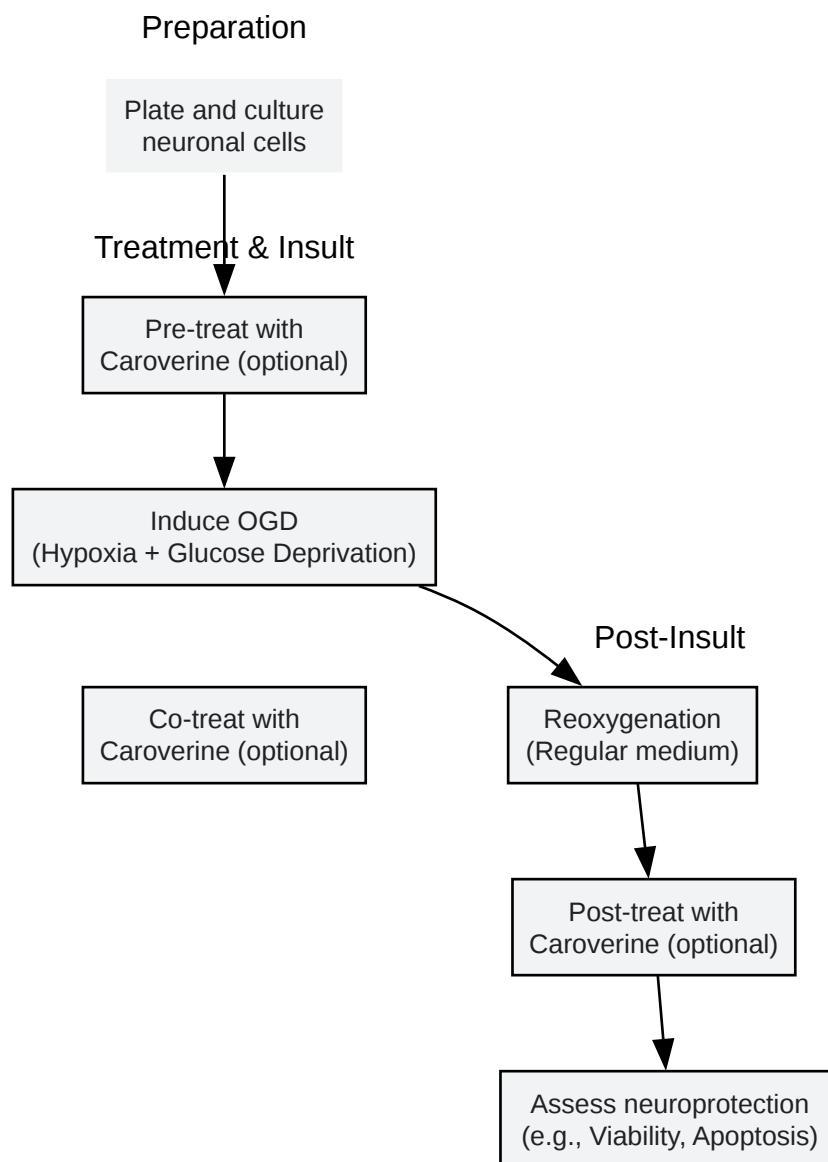 Preparation
Plate and culture
neuronal cells
Treatment & Insult
Pre-treat with
Caroverine (optional)
Induce OGD
(Hypoxia + Glucose Deprivation)
Co-treat with
Caroverine (optional)
Post-Insult
Reoxygenation
(Regular medium)
Post-treat with
Caroverine (optional)
Assess neuroprotection
(e.g., Viability, Apoptosis)